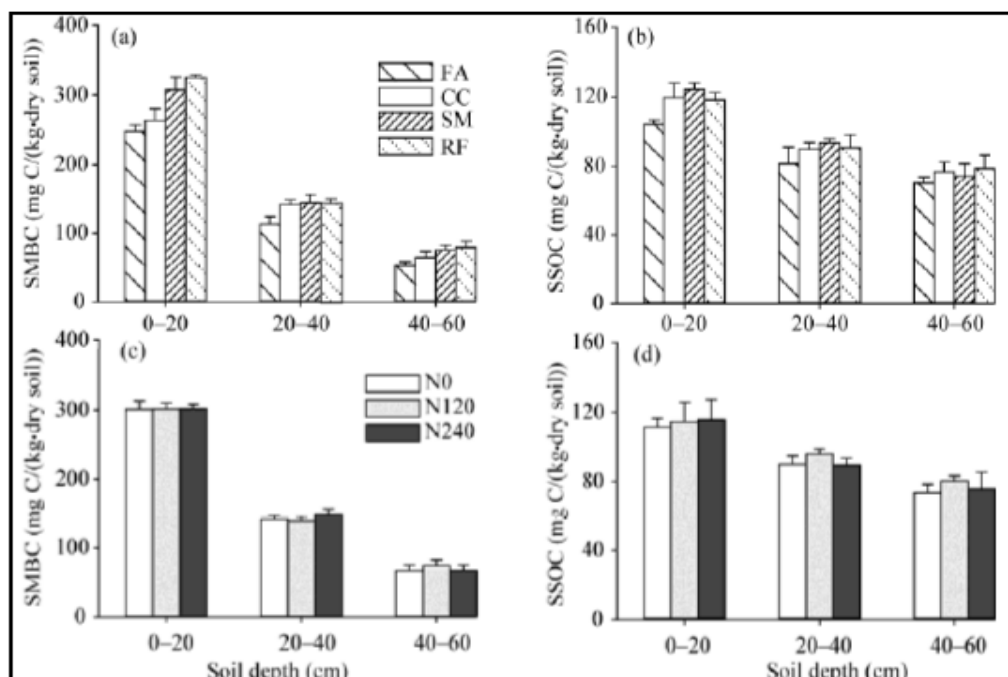 (a)
SMBC (mg C/(kg•dry soil))
400
300
200
100
0
FA
CC
SM
RF
0–20
20–40
40–60
(b)
SSOC (mg C/(kg•dry soil))
160
120
80
40
0
0–20
20–40
40–60
(c)
SMBC (mg C/(kg•dry soil))
400
300
200
100
0
N0
N120
N240
0–20
20–40
40–60
Soil depth (cm)
(d)
SSOC (mg C/(kg•dry soil))
160
120
80
40
0
0–20
20–40
40–60
Soil depth (cm)